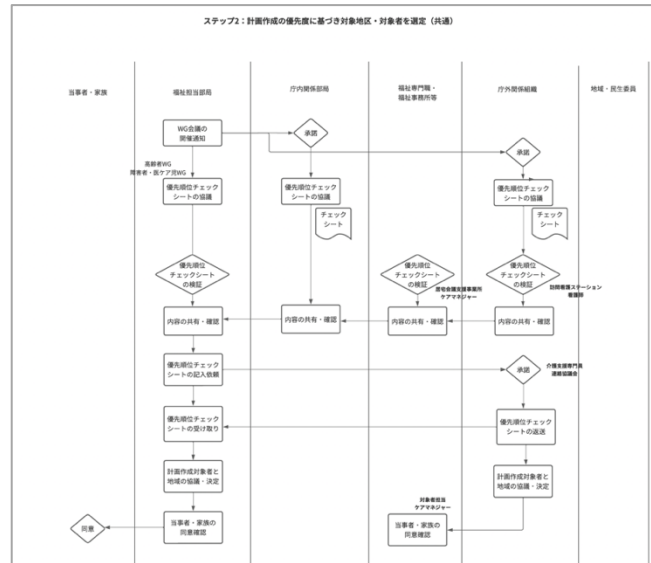 ステップ2：計画作成の優先度に基づき対象地区・対象者を選定（共通）
当事者・家族
福祉担当部局
庁内関係部局
福祉専門職・
福祉事務所等
庁外関係組織
地域・民生委員
WG会議の
開催通知
承諾
承諾
高齢者WG
障害者・医ケア児WG
優先順位チェック
シートの協議
優先順位チェック
シートの協議
優先順位チェック
シートの協議
チェック
シート
チェック
シート
優先順位
チェックシート
の検証
優先順位
チェックシート
の検証
優先順位
チェックシート
の検証
居宅会議支援事業所
ケアマネジャー
訪問看護ステーション
看護師
内容の共有・確認
内容の共有・確認
内容の共有・確認
内容の共有・確認
優先順位チェック
シートの記入依頼
承諾
介護支援専門員
連絡協議会
優先順位チェック
シートの受け取り
優先順位チェック
シートの返送
計画作成対象者と
地域の協議・決定
計画作成対象者と
地域の協議・決定
対象者担当
ケアマネジャー
同意
当事者・家族の
同意確認
当事者・家族の
同意確認